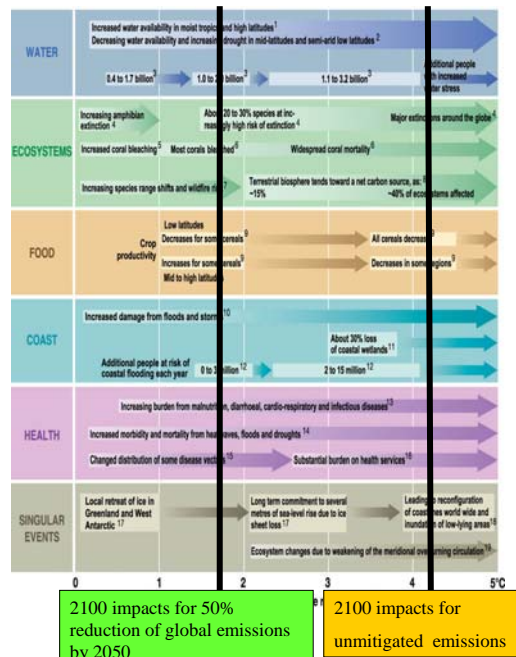 WATER
Increased water availability in moist tropics and high latitudes 1
Decreasing water availability and increasing drought in mid-latitudes and semi-arid low latitudes 2
0.4 to 1.7 billion 3
1.0 to 2.0 billion 3
1.1 to 3.2 billion 3
Additional people
with increased
water stress
ECOSYSTEMS
Increasing amphibian
extinction 4
About 20 to 30% species at inc-
reasingly high risk of extinction 4
Major extinctions around the globe 4
Increased coral bleaching 5
Most corals bleached 6
Widespread coral mortality 6
Increasing species range shifts and wildfire risk 7
Terrestrial biosphere tends toward a net carbon source, as: 8
~15%
~40% of ecosystems affected
FOOD
Crop
productivity
Low latitudes
Decreases for some cereals 9
All cereals decrease 9
Increases for some cereals 9
Mid to high latitudes
Decreases in some regions 9
COAST
Increased damage from floods and storms 10
About 30% loss
of coastal wetlands 11
Additional people at risk of
coastal flooding each year
0 to 3 million 12
2 to 15 million 12
HEALTH
Increasing burden from malnutrition, diarrhoeal, cardio-respiratory and infectious diseases 13
Increased morbidity and mortality from heatwaves, floods and droughts 14
Changed distribution of some disease vectors 15
Substantial burden on health services 16
SINGULAR
EVENTS
Local retreat of ice in
Greenland and West
Antarctic 17
Long term commitment to several
metres of sea-level rise due to ice
sheet loss 17
Leading to reconfiguration
of coastlines world wide and
inundation of low-lying areas 18
Ecosystem changes due to weakening of the meridional overturning circulation 19
0 1 2 3 4 5°C
2100 impacts for 50%
reduction of global emissions
by 2050
2100 impacts for
unmitigated emissions